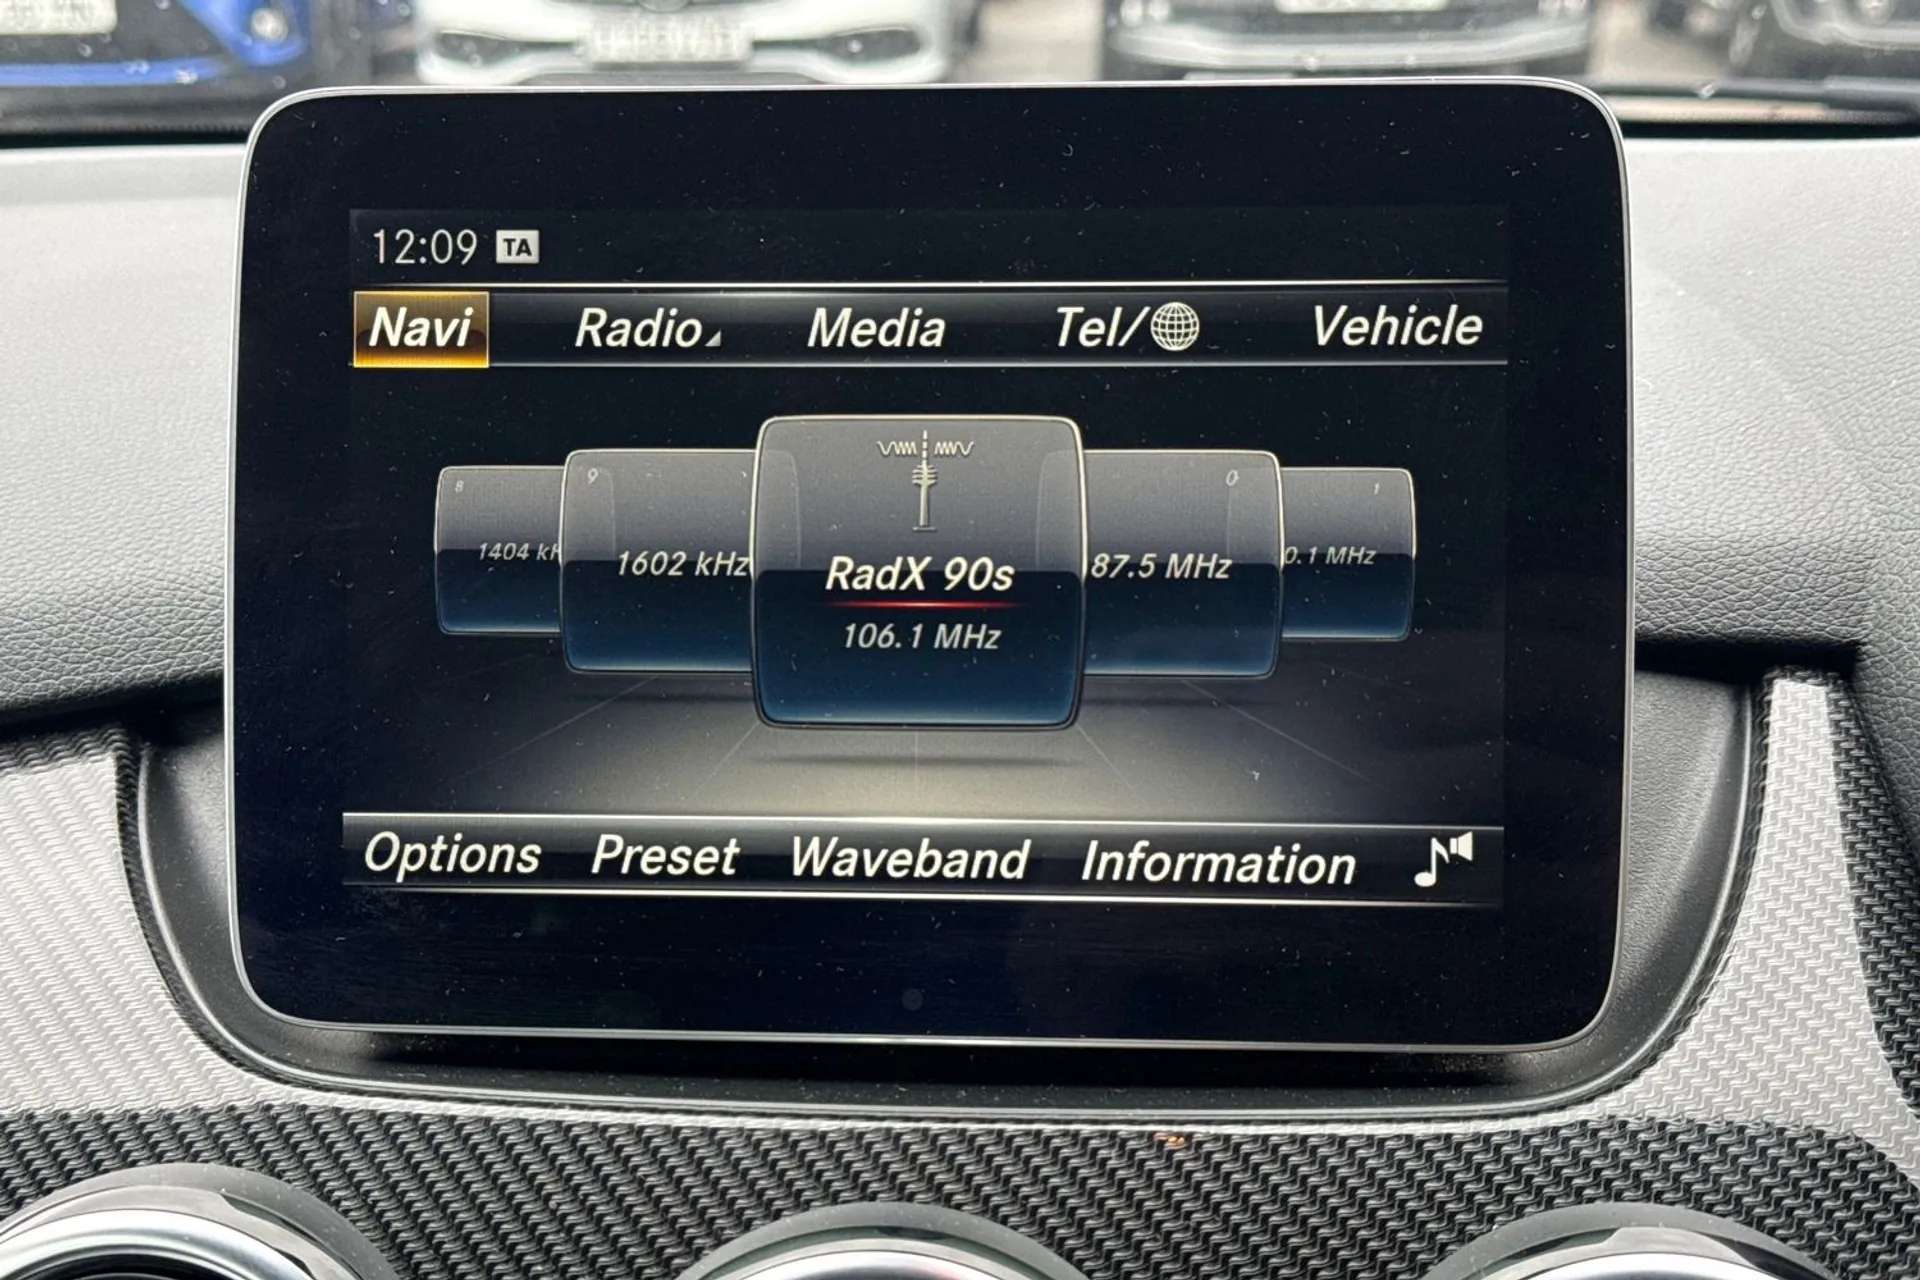 12:09 TA
Navi Radio Media Tel/ Vehicle
8 9 0 1
1404 1602 kHz RadX 90s 87.5 MHz 0.1 MHz
106.1 MHz
Options Preset Waveband Information